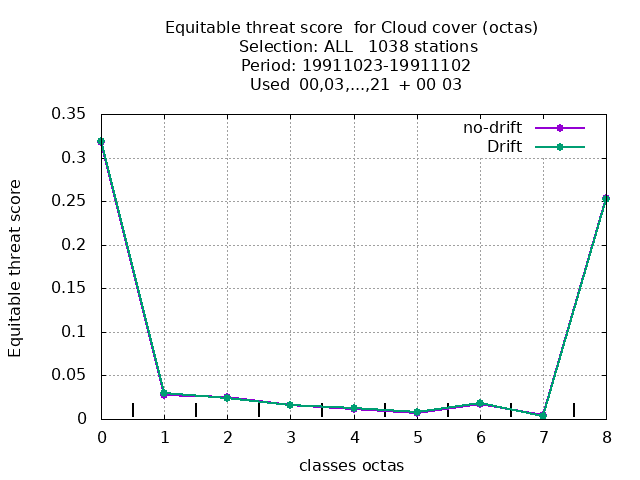 Equitable threat score  for Cloud cover (octas)
Selection: ALL   1038 stations
Period: 19911023-19911102
Used  00,03,...,21  + 00 03
no-drift
Drift
Equitable threat score
0.35
0.3
0.25
0.2
0.15
0.1
0.05
0
0 1 2 3 4 5 6 7 8
classes octas